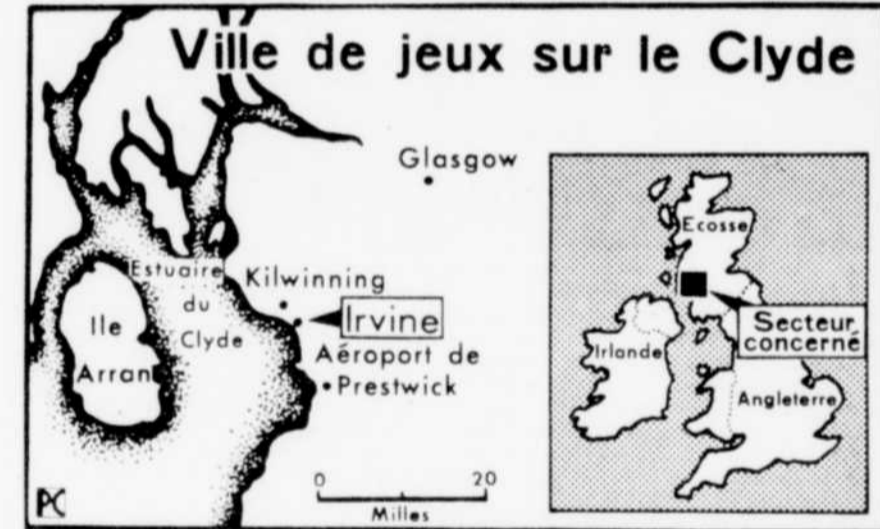 Ville de jeux sur le Clyde
Glasgow
Estuaire
du
Clyde
Kilwinning
Irvine
Ile
Arran
Aéroport de
Prestwick
0 20
Milles
PC
Ecosse
Irlande
Secteur
concerné
Angleterre